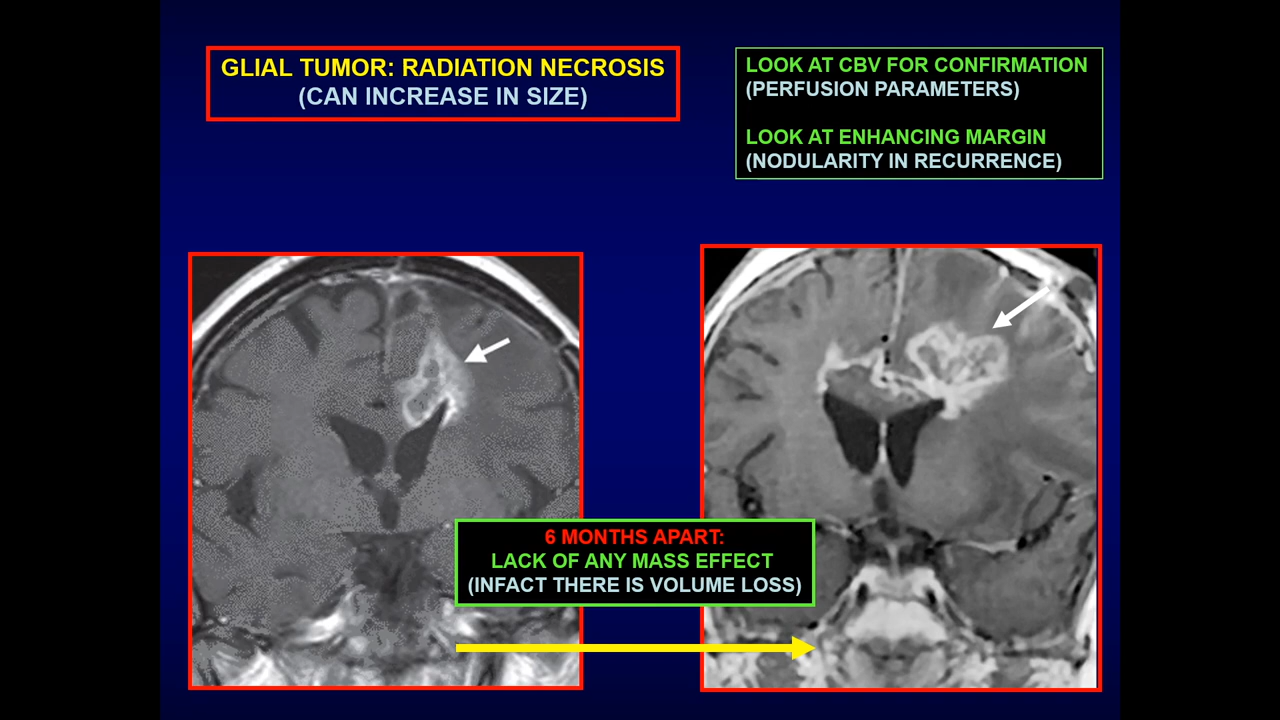 GLIAL TUMOR: RADIATION NECROSIS
(CAN INCREASE IN SIZE)
LOOK AT CBV FOR CONFIRMATION
(PERFUSION PARAMETERS)
LOOK AT ENHANCING MARGIN
(NODULARITY IN RECURRENCE)
6 MONTHS APART:
LACK OF ANY MASS EFFECT
(INFACT THERE IS VOLUME LOSS)